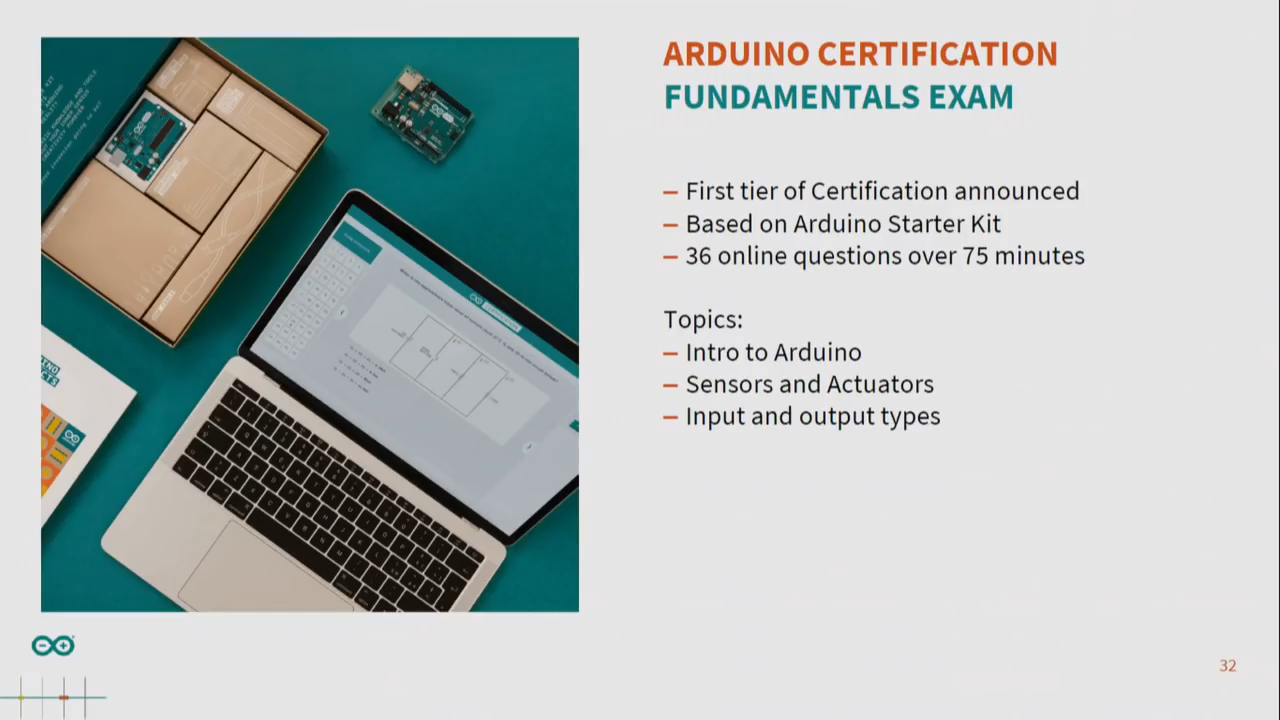 ARDUINO CERTIFICATION
FUNDAMENTALS EXAM
– First tier of Certification announced
– Based on Arduino Starter Kit
– 36 online questions over 75 minutes
Topics:
– Intro to Arduino
– Sensors and Actuators
– Input and output types
32